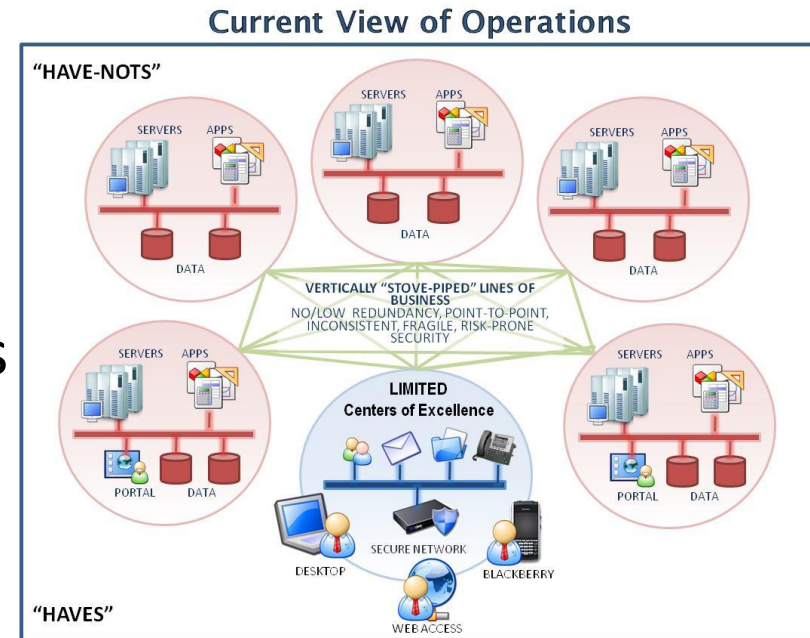 Current View of Operations
"HAVE-NOTS"
SERVERS APPS
DATA
SERVERS APPS
DATA
SERVERS APPS
DATA
VERTICALLY "STOVE-PIPED" LINES OF
BUSINESS
NO/LOW REDUNDANCY, POINT-TO-POINT,
INCONSISTENT, FRAGILE, RISK-PRONE
SECURITY
s
SERVERS APPS
PORTAL DATA
LIMITED
Centers of Excellence
SECURE NETWORK
DESKTOP
BLACKBERRY
WEB ACCESS
SERVERS APPS
PORTAL DATA
"HAVES"